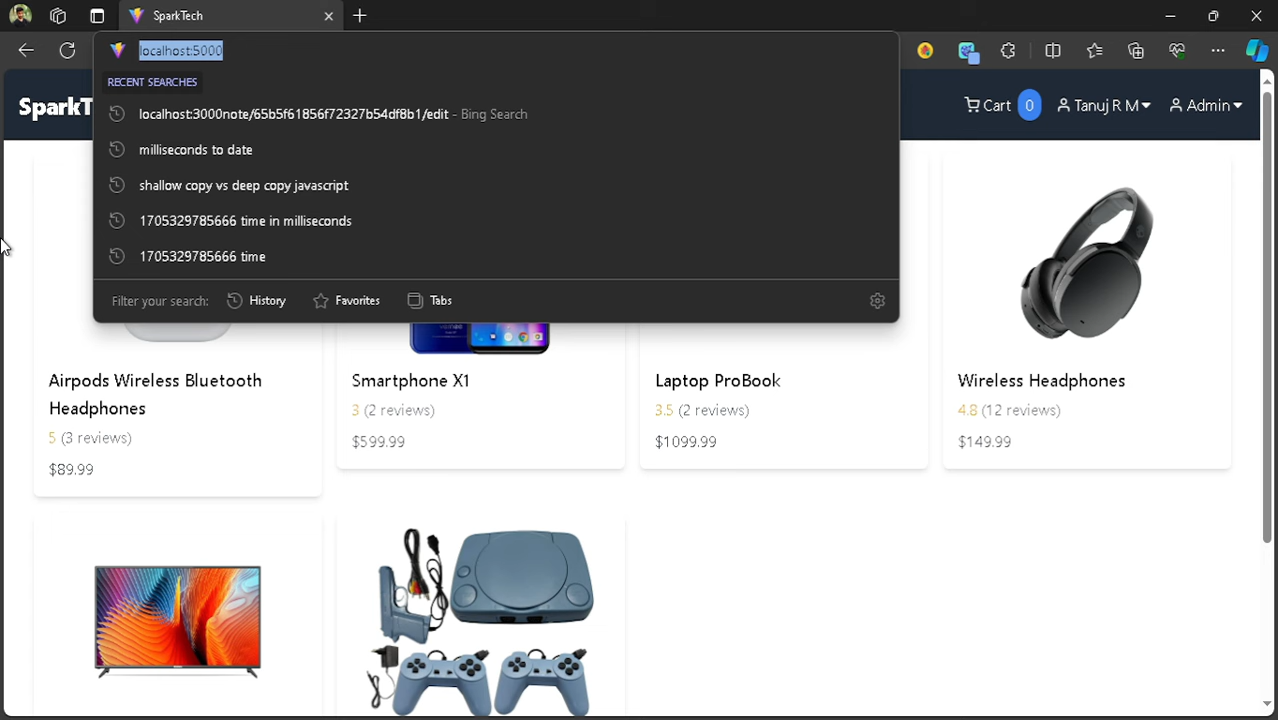 SparkTech
localhost:5000
RECENT SEARCHES
localhost:3000note/65b5f61856f72327b54df8b1/edit - Bing Search
milliseconds to date
shallow copy vs deep copy javascript
1705329785666 time in milliseconds
1705329785666 time
Filter your search: History Favorites Tabs
SparkT
Cart 0 Tanuj R M Admin
Airpods Wireless Bluetooth
Headphones
5 (3 reviews)
$89.99
Smartphone X1
3 (2 reviews)
$599.99
Laptop ProBook
3.5 (2 reviews)
$1099.99
Wireless Headphones
4.8 (12 reviews)
$149.99